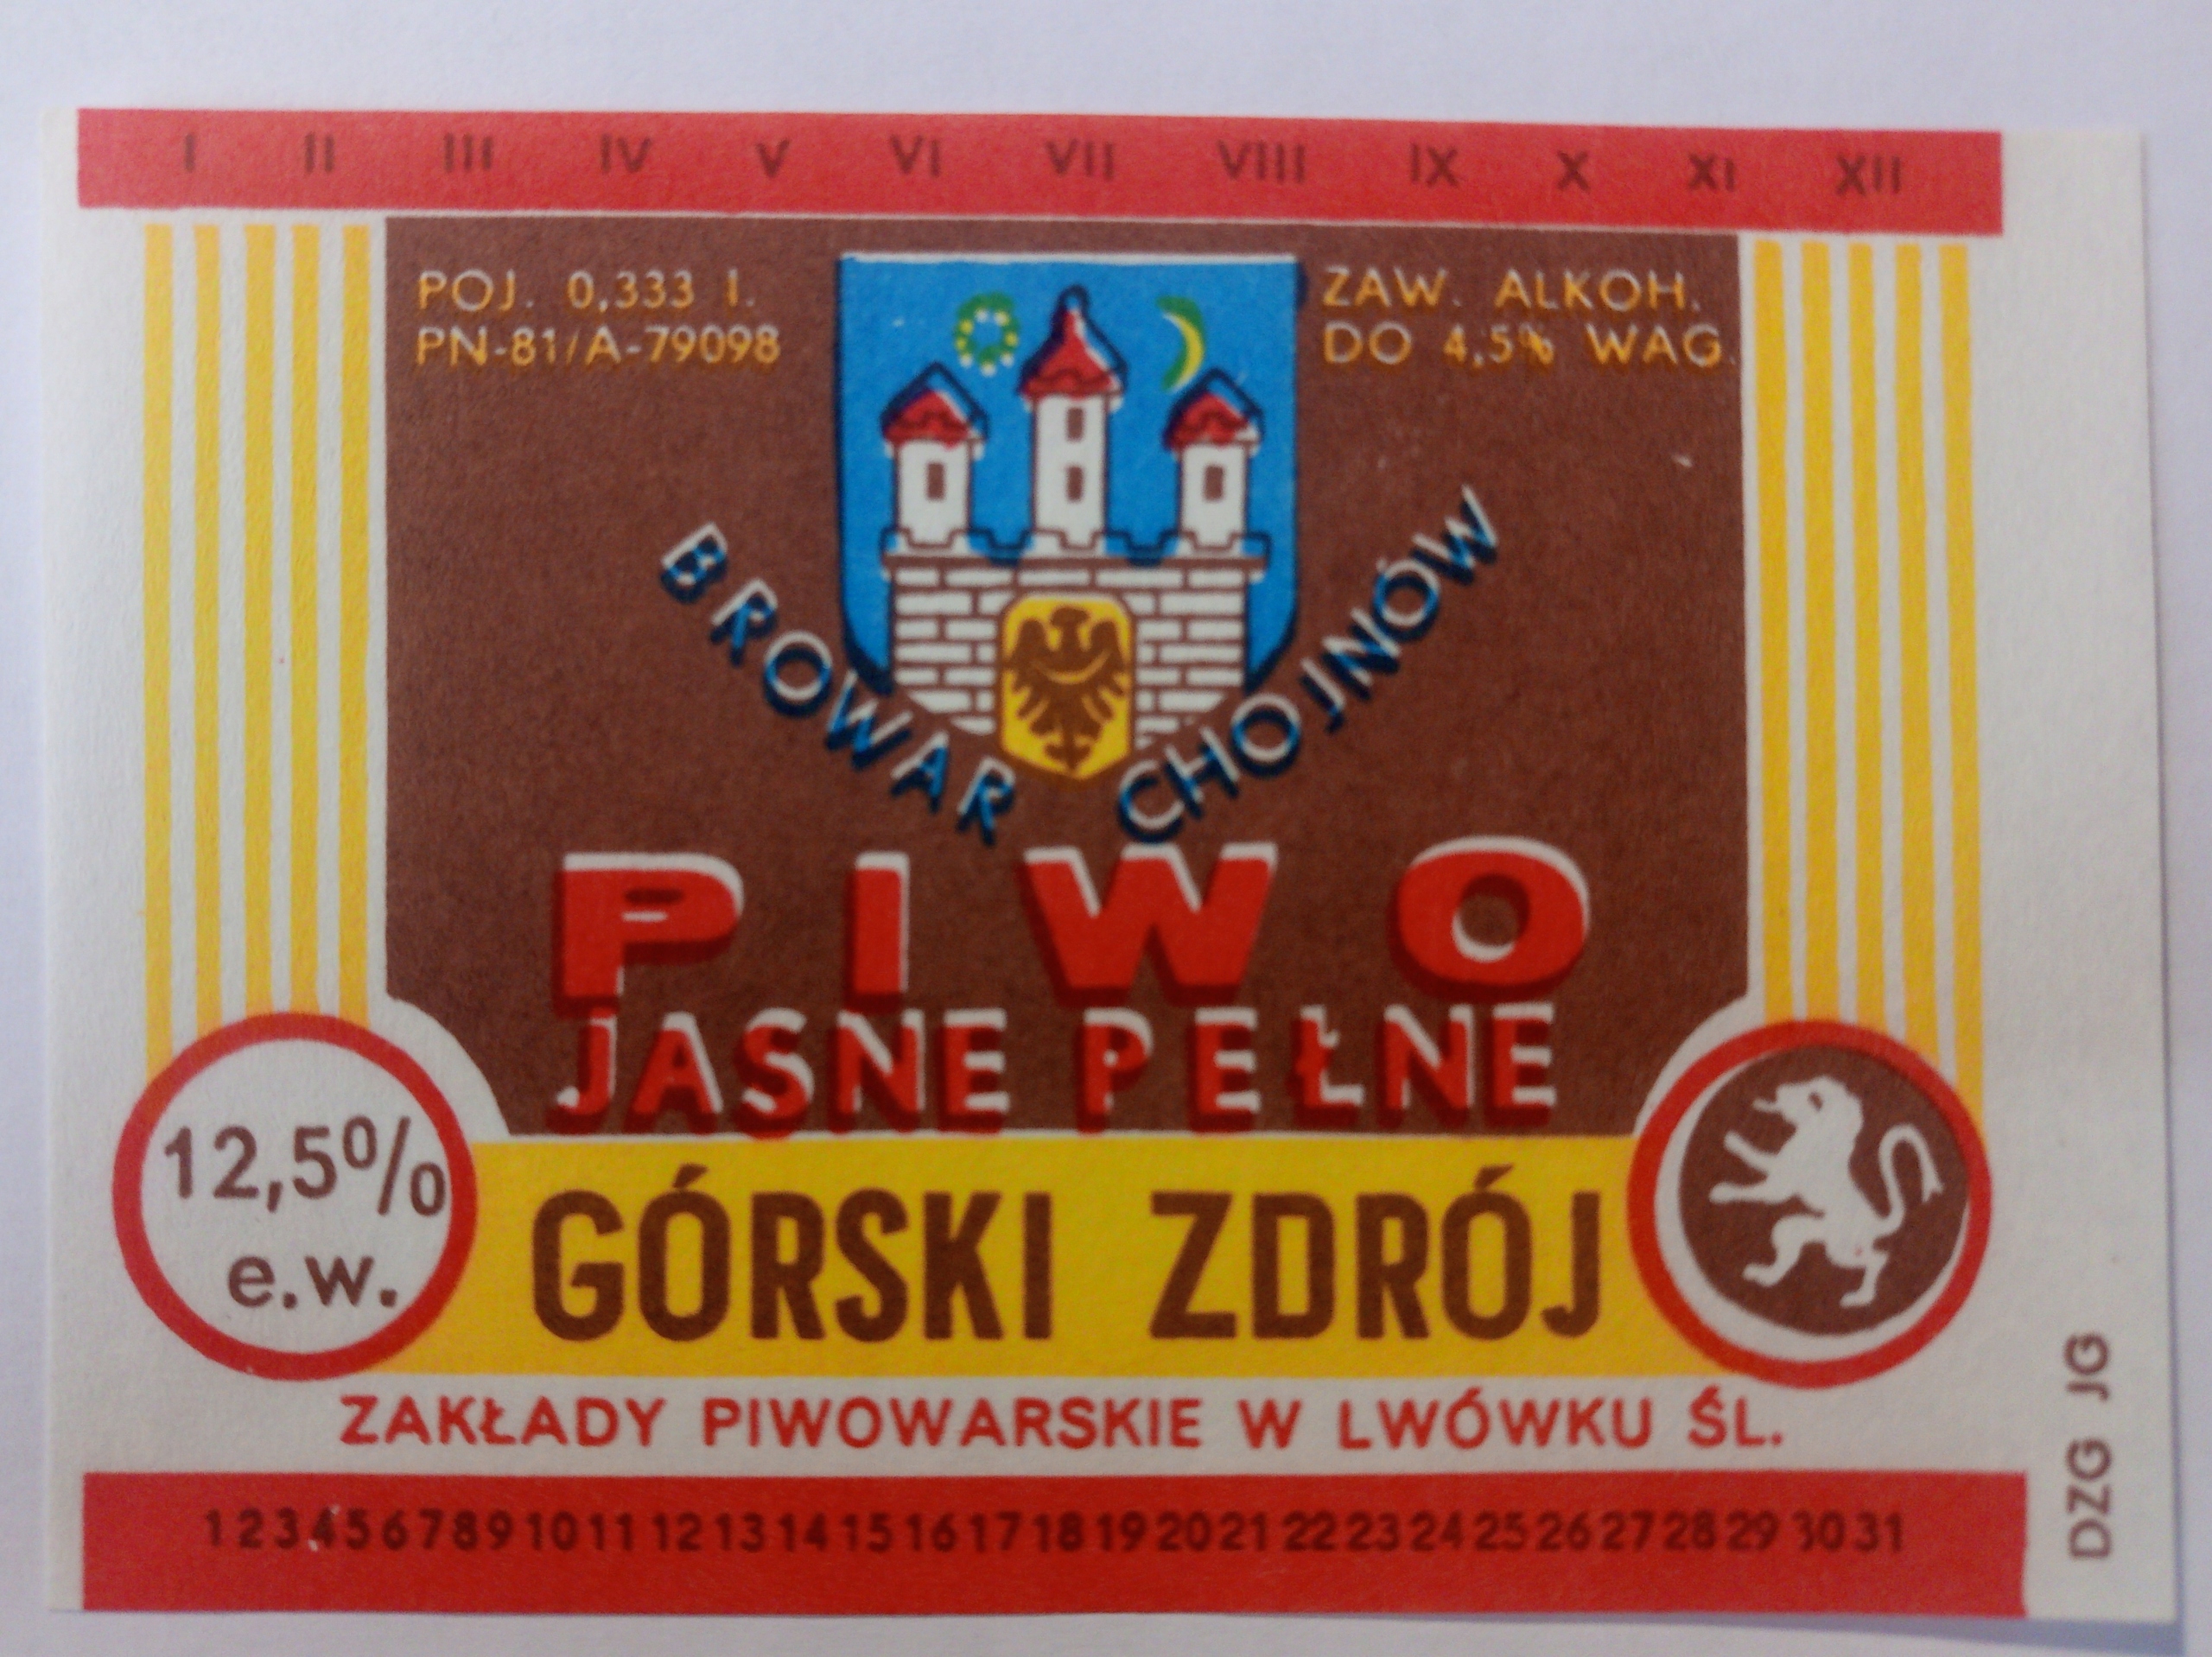 I II III IV V VI VII VIII IX X XI XII
POJ. 0,333 l.
PN-81/A-79098
ZAW. ALKOH.
DO 4,5% WAG.
BROWAR CHOJNÓW
PIWO
JASNE PEŁNE
12,5%
e.w.
GÓRSKI ZDRÓJ
ZAKŁADY PIWOWARSKIE W LWÓWKU ŚL.
1 2 3 4 5 6 7 8 9 10 11 12 13 14 15 16 17 18 19 20 21 22 23 24 25 26 27 28 29 30 31
DZG JG